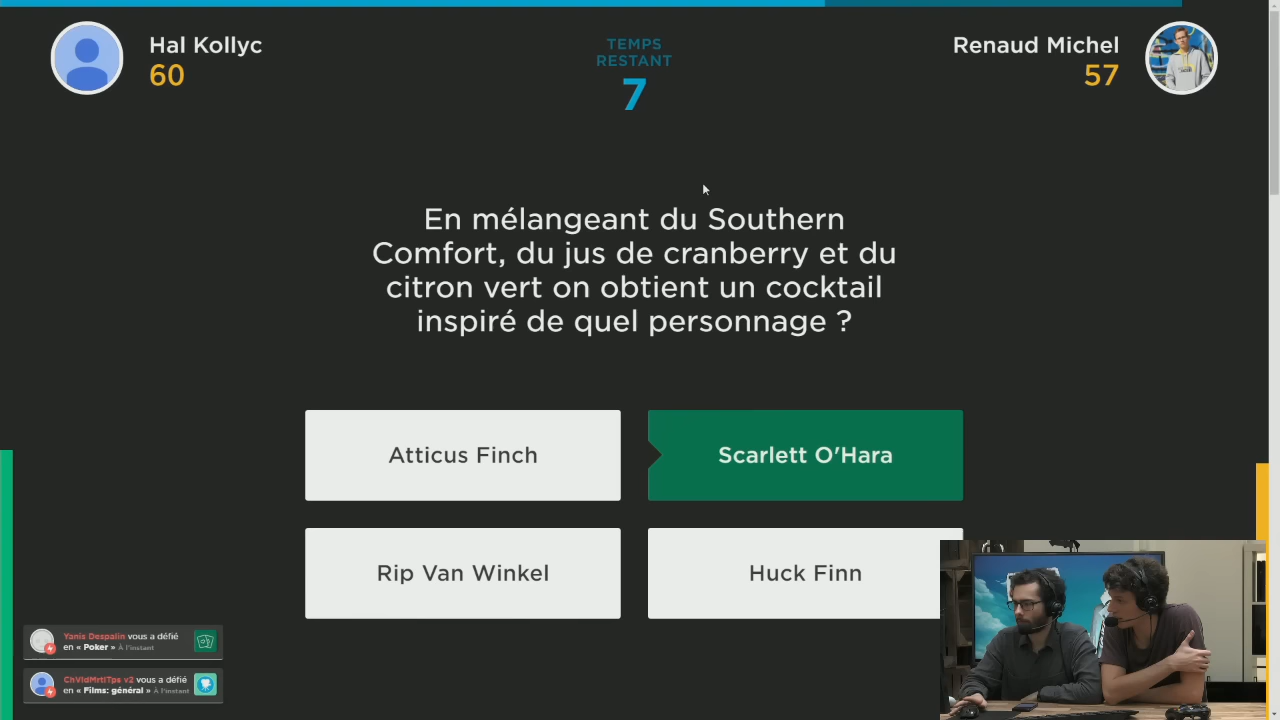 Hal Kollyc
60
TEMPS
RESTANT
7
Renaud Michel
57
En mélangeant du Southern
Comfort, du jus de cranberry et du
citron vert on obtient un cocktail
inspiré de quel personnage ?
Atticus Finch
Scarlett O'Hara
Rip Van Winkel
Huck Finn
Yanis Despalin vous a défié
en « Poker » À l'instant
ChVldMrtlTps v2 vous a défié
en « Films: général » À l'instant